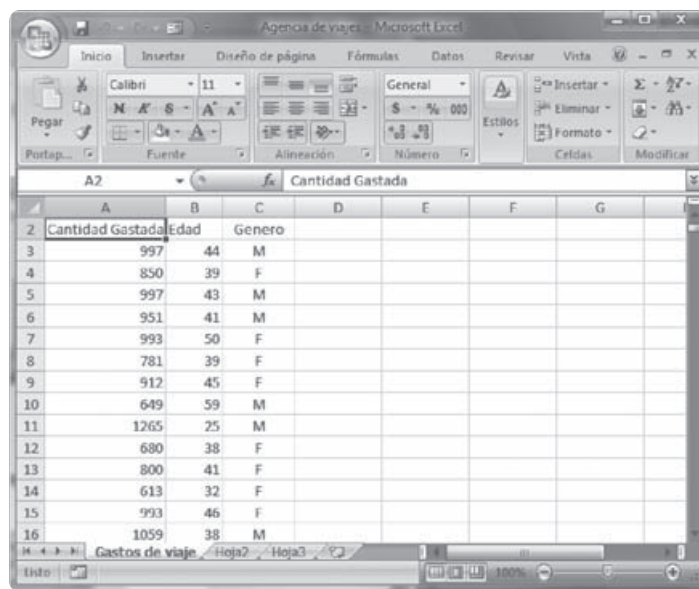 Agencia de viajes - Microsoft Excel
Inicio Insertar Diseño de página Fórmulas Datos Revisar Vista
Pegar
Calibri 11
General
Insertar
N K S A A
$ % 000
Estilos
Eliminar
Formato
Portap... Fuente Alineación Número Celdas Modificar
A2 fx Cantidad Gastada
A B C D E F G
2 Cantidad Gastada Edad Genero
3 997 44 M
4 850 39 F
5 997 43 M
6 951 41 M
7 993 50 F
8 781 39 F
9 912 45 F
10 649 59 M
11 1265 25 M
12 680 38 F
13 800 41 F
14 613 32 F
15 993 46 F
16 1059 38 M
Gastos de viaje Hoja2 Hoja3
Listo 100%